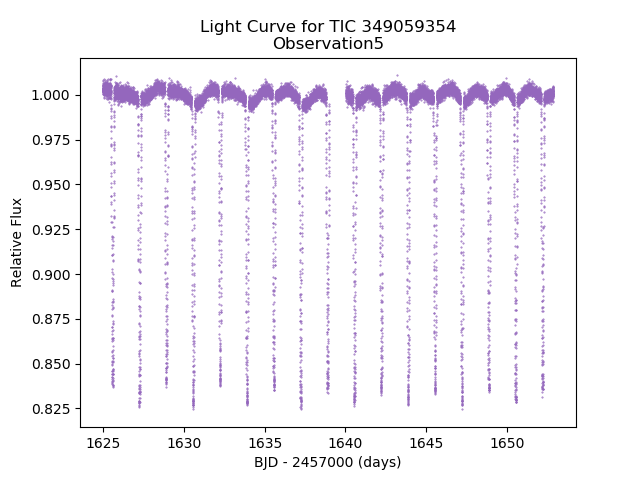 Light Curve for TIC 349059354
Observation5
1.000
0.975
0.950
0.925
0.900
0.875
0.850
0.825
Relative Flux
1625 1630 1635 1640 1645 1650
BJD - 2457000 (days)